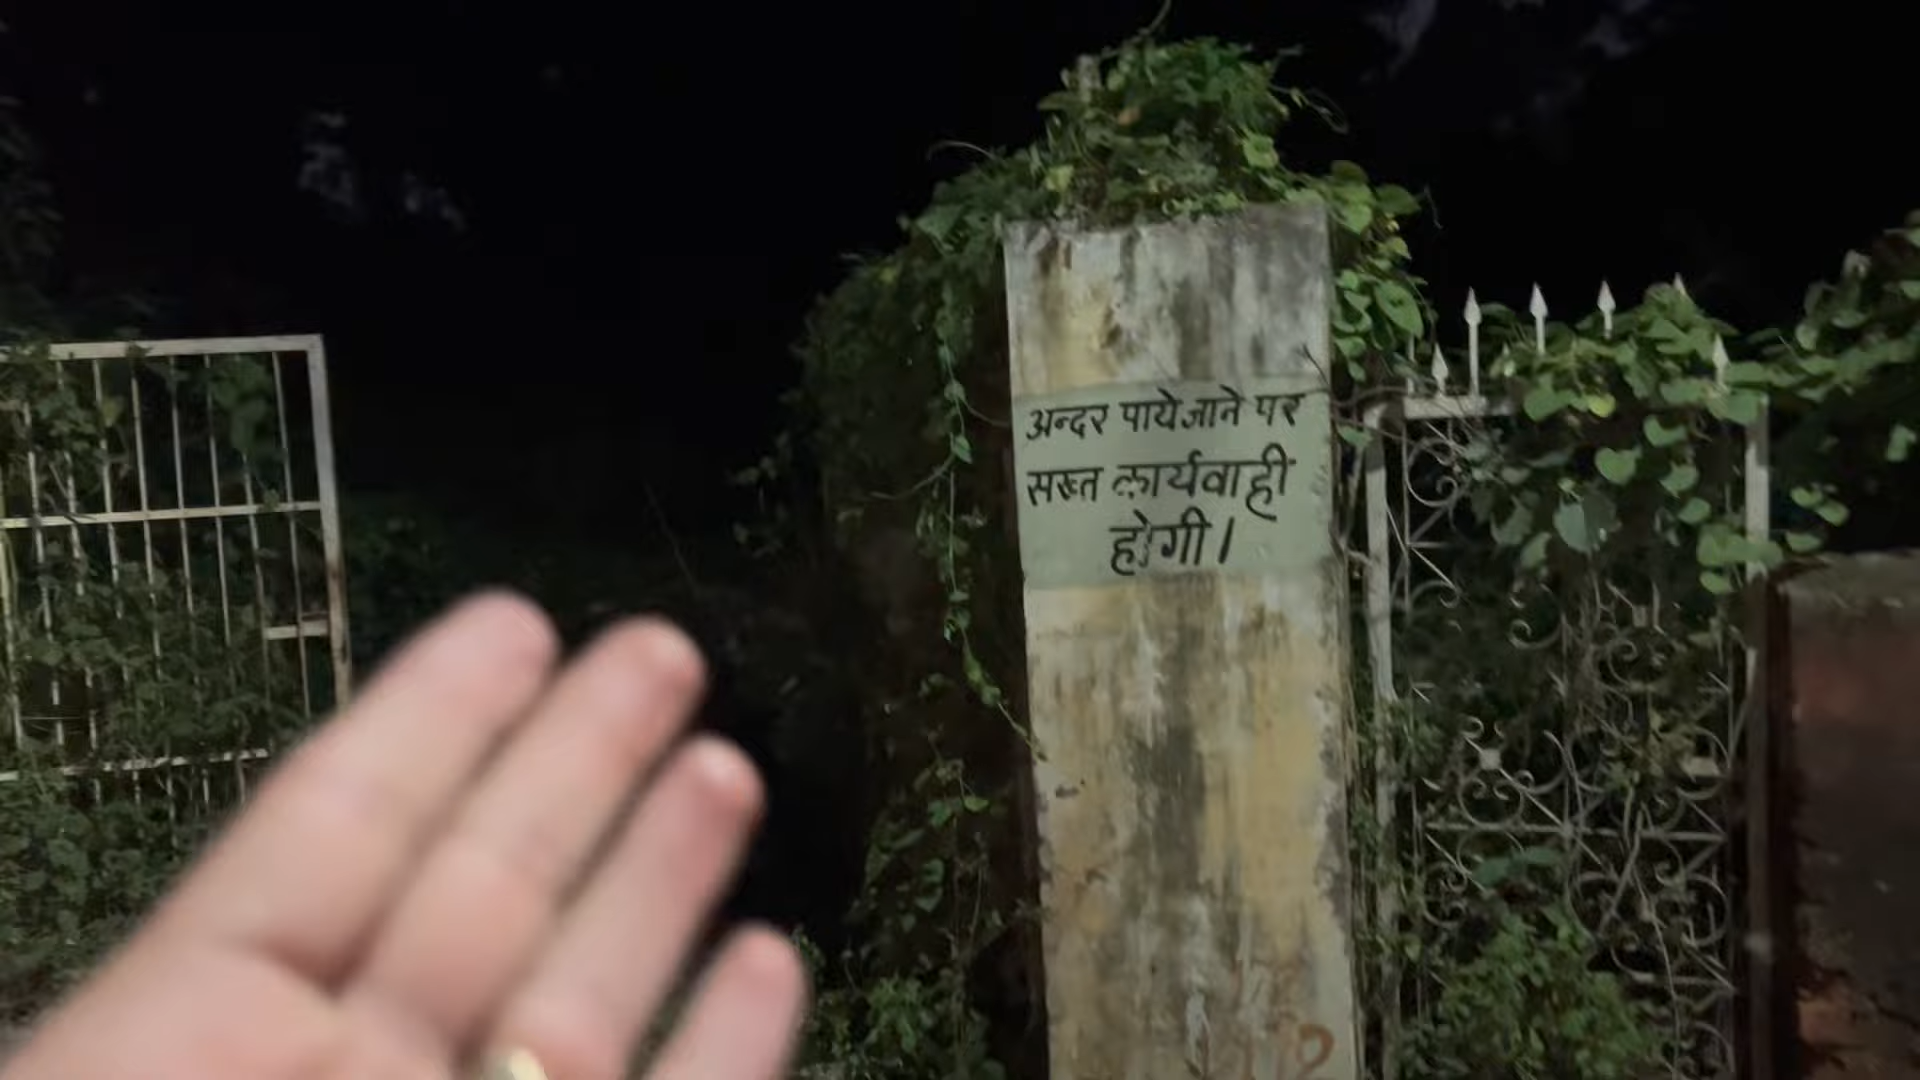 अन्दर पाये जाने पर
सख्त कार्यवाही
होगी।